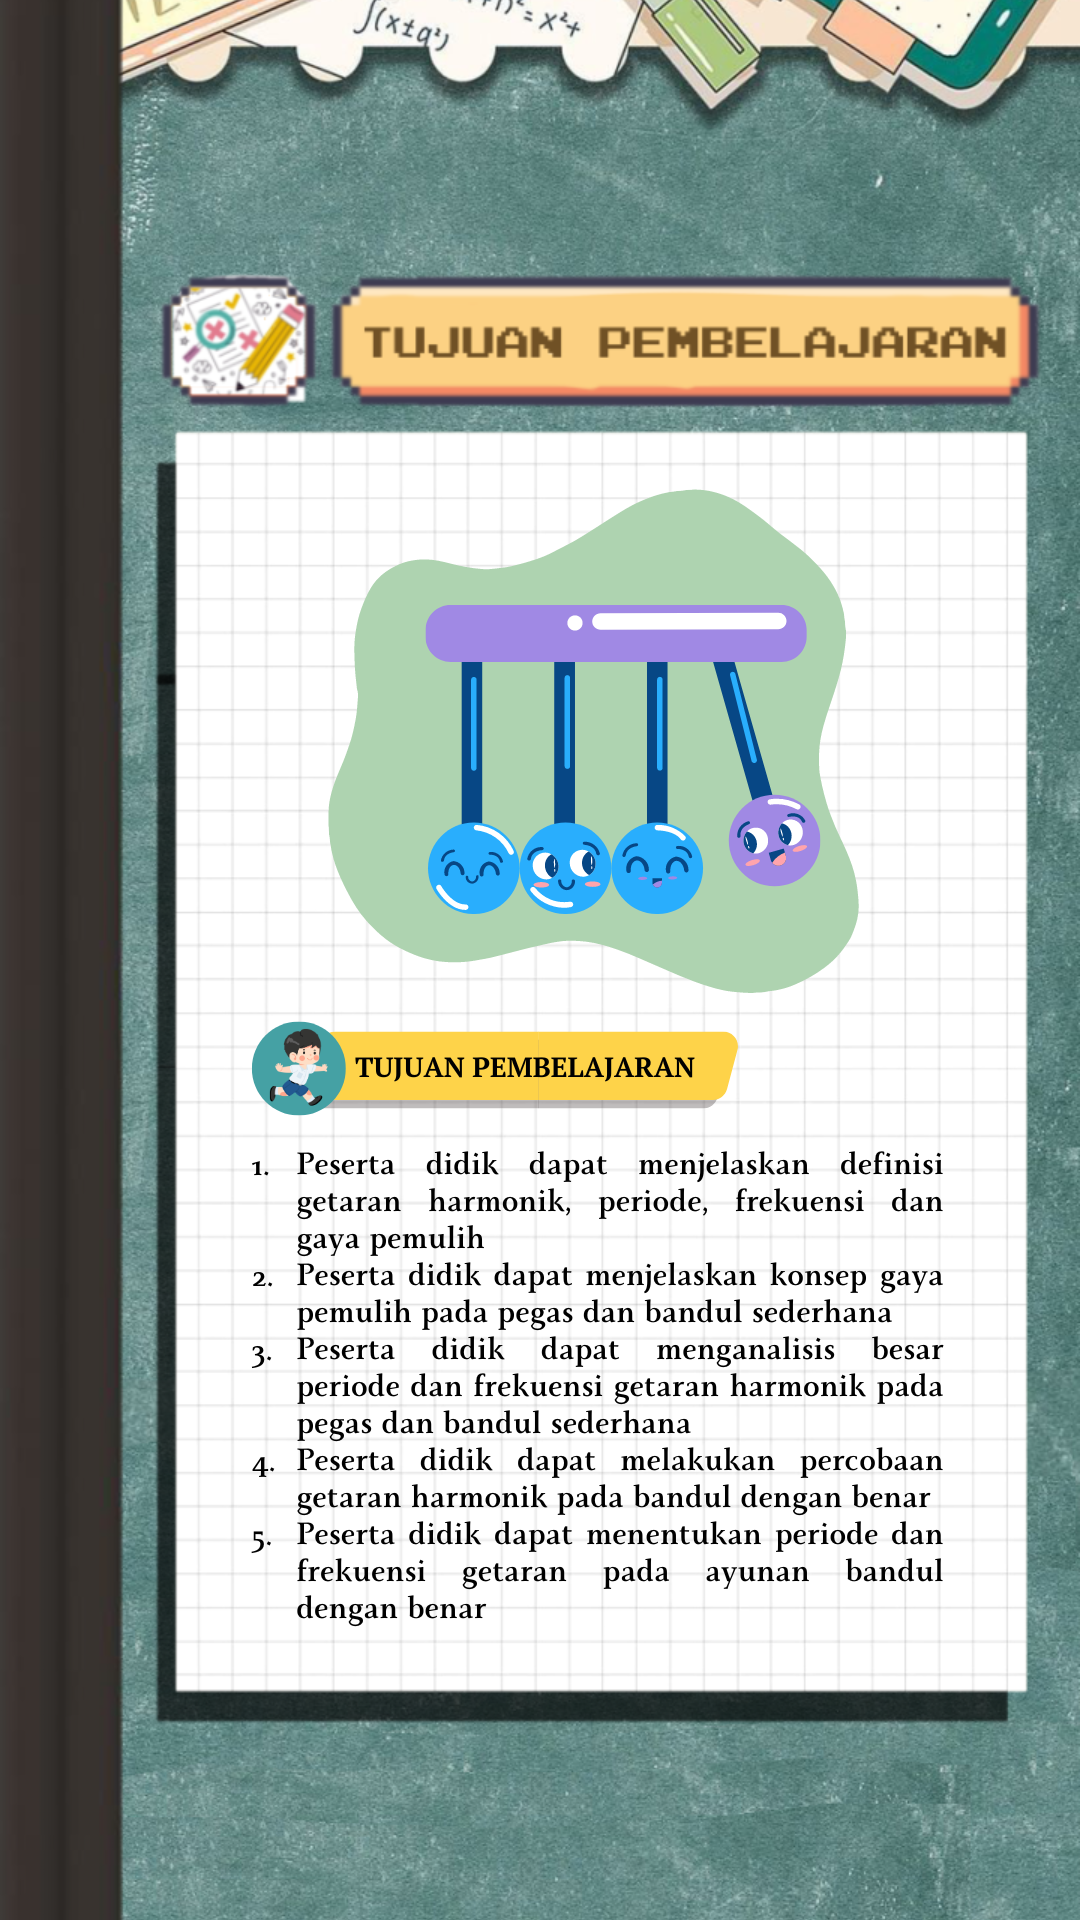 ∫(x±a²)
= x²+
TUJUAN PEMBELAJARAN
TUJUAN PEMBELAJARAN
1. Peserta didik dapat menjelaskan definisi
getaran harmonik, periode, frekuensi dan
gaya pemulih
2. Peserta didik dapat menjelaskan konsep gaya
pemulih pada pegas dan bandul sederhana
3. Peserta didik dapat menganalisis besar
periode dan frekuensi getaran harmonik pada
pegas dan bandul sederhana
4. Peserta didik dapat melakukan percobaan
getaran harmonik pada bandul dengan benar
5. Peserta didik dapat menentukan periode dan
frekuensi getaran pada ayunan bandul
dengan benar